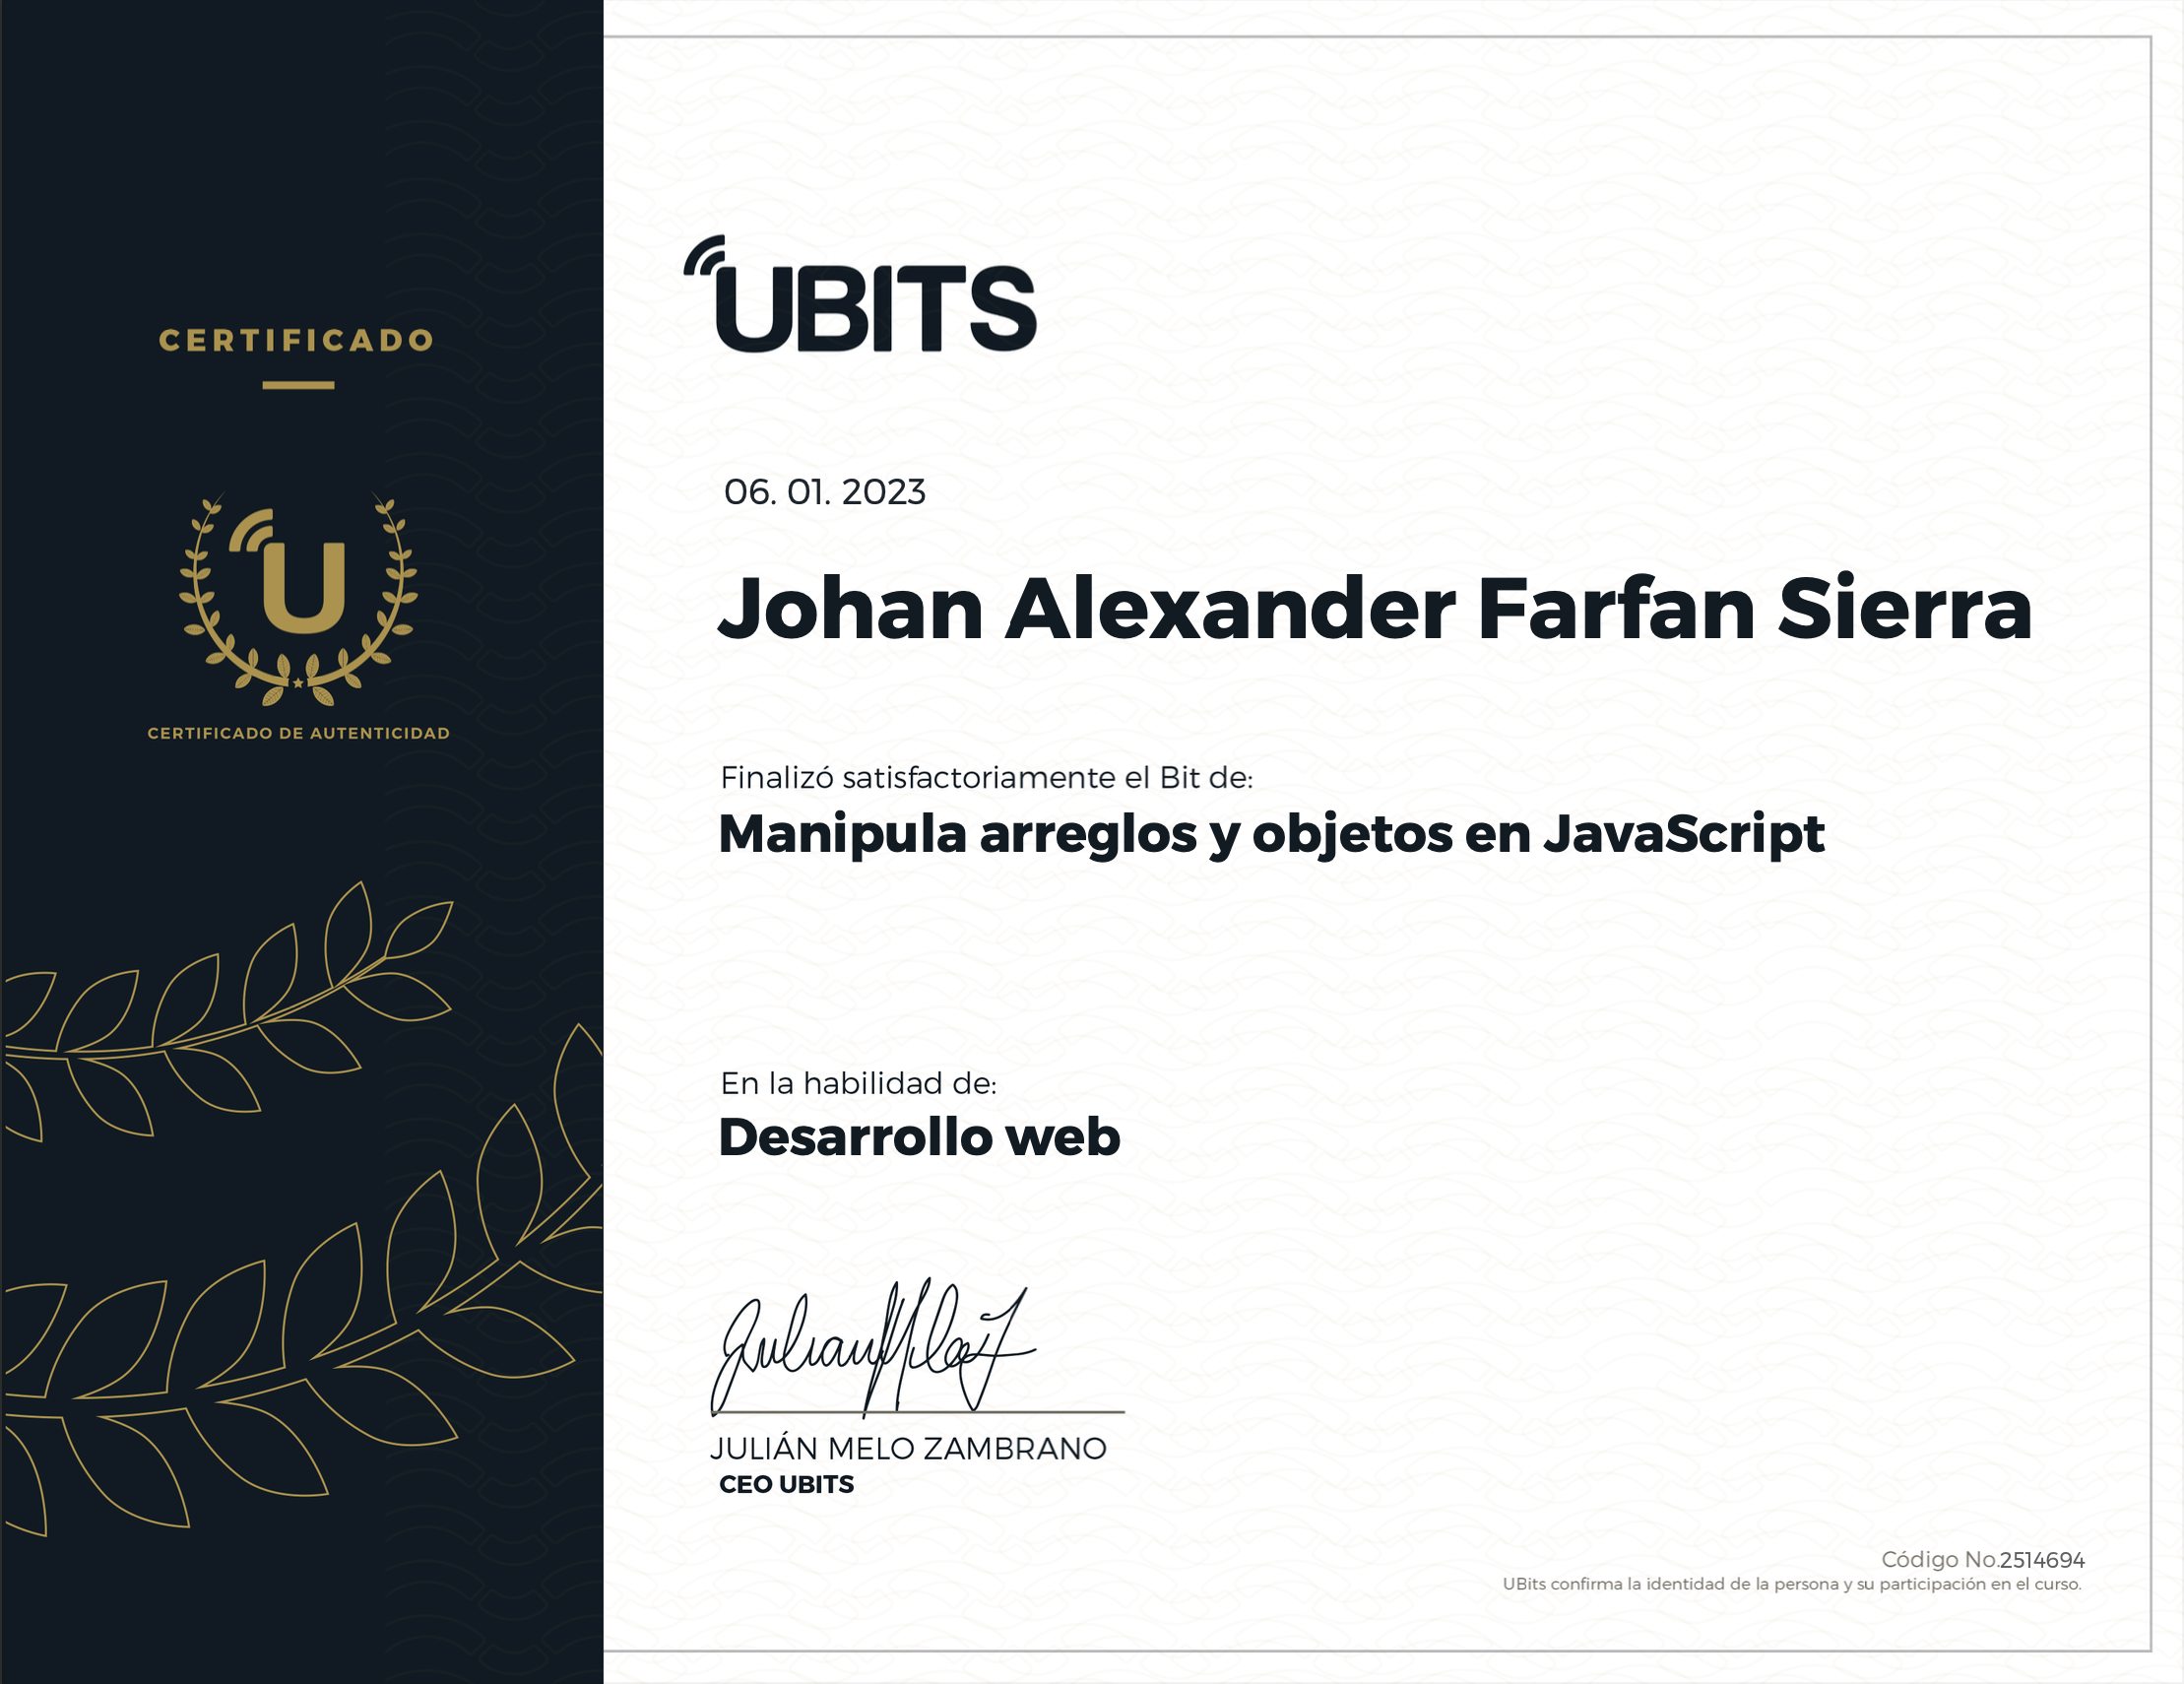 CERTIFICADO
U
CERTIFICADO DE AUTENTICIDAD
UBITS
06. 01. 2023
Johan Alexander Farfan Sierra
Finalizó satisfactoriamente el Bit de:
Manipula arreglos y objetos en JavaScript
En la habilidad de:
Desarrollo web
JULIÁN MELO ZAMBRANO
CEO UBITS
Código No.2514694
UBits confirma la identidad de la persona y su participación en el curso.